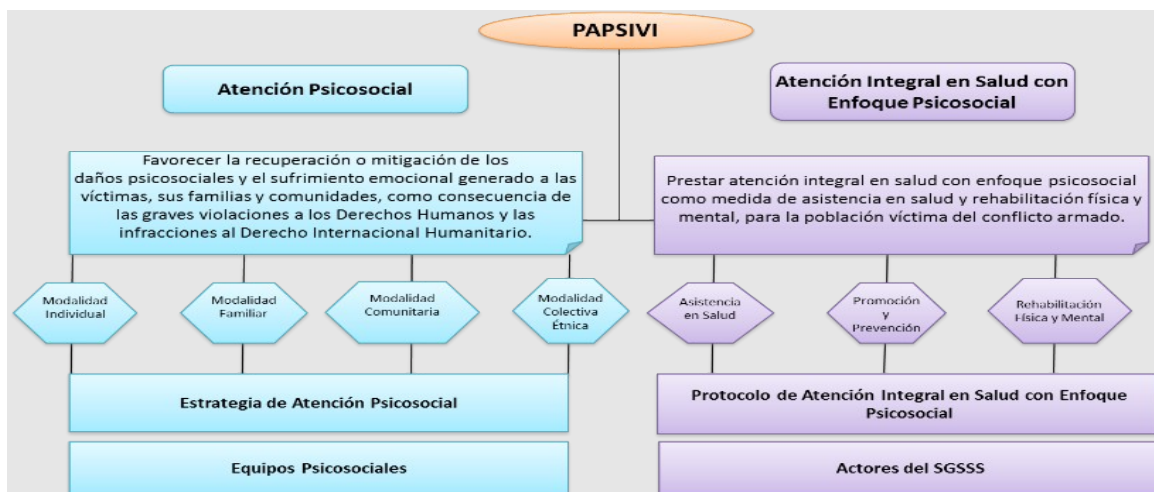 PAPSIVI
Atención Psicosocial
Favorecer la recuperación o mitigación de los
daños psicosociales y el sufrimiento emocional generado a las
víctimas, sus familias y comunidades, como consecuencia de
las graves violaciones a los Derechos Humanos y las
infracciones al Derecho Internacional Humanitario.
Modalidad
Individual
Modalidad
Familiar
Modalidad
Comunitaria
Modalidad
Colectiva
Étnica
Estrategia de Atención Psicosocial
Equipos Psicosociales
Atención Integral en Salud con
Enfoque Psicosocial
Prestar atención integral en salud con enfoque psicosocial
como medida de asistencia en salud y rehabilitación física y
mental, para la población víctima del conflicto armado.
Asistencia
en Salud
Promoción
y
Prevención
Rehabilitación
Física y Mental
Protocolo de Atención Integral en Salud con Enfoque
Psicosocial
Actores del SGSSS